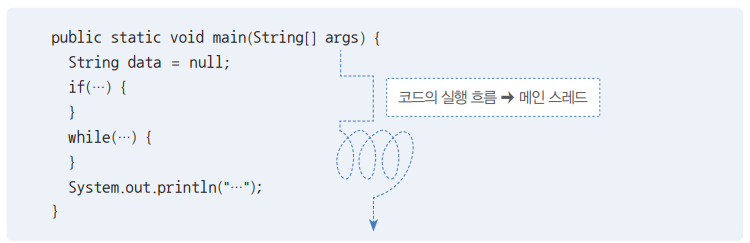 public static void main(String[] args) {
String data = null;
if(…) {
}
while(…) {
}
System.out.println("…");
}
코드의 실행 흐름 ➔ 메인 스레드